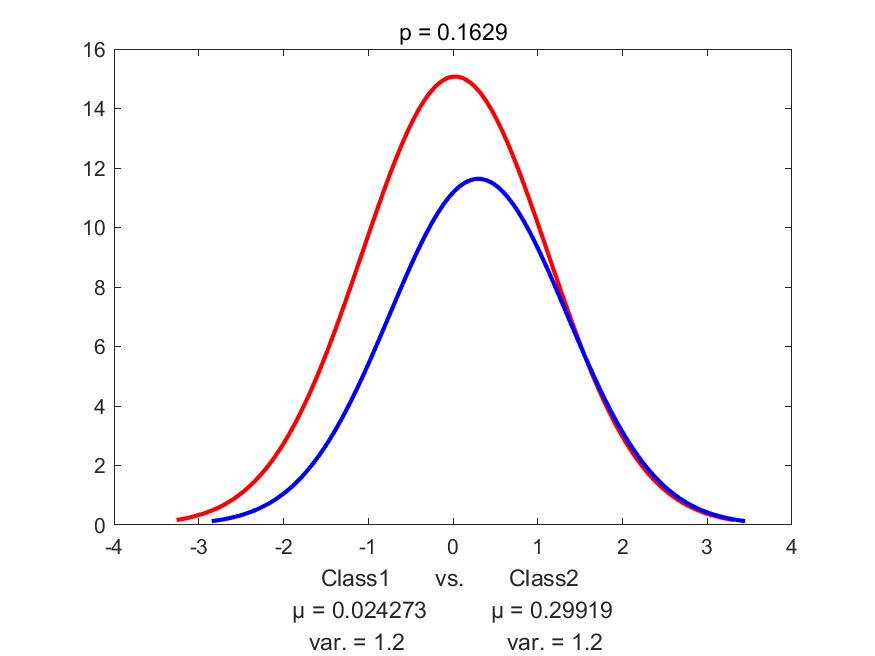 p = 0.1629
16
14
12
10
8
6
4
2
0
-4 -3 -2 -1 0 1 2 3 4
Class1 vs. Class2
μ = 0.024273 μ = 0.29919
var. = 1.2 var. = 1.2